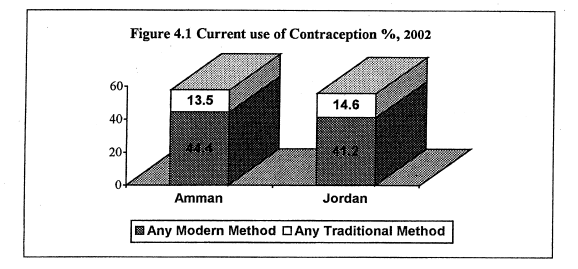 Figure 4.1 Current use of Contraception %, 2002
60
40
20
0
13.5
14.6
44.4
41.2
Amman
Jordan
Any Modern Method
Any Traditional Method